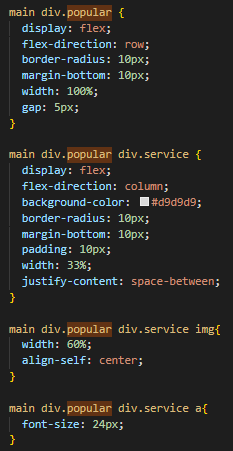 main div.popular {
display: flex;
flex-direction: row;
border-radius: 10px;
margin-bottom: 10px;
width: 100%;
gap: 5px;
}
main div.popular div.service {
display: flex;
flex-direction: column;
background-color: #d9d9d9;
border-radius: 10px;
margin-bottom: 10px;
padding: 10px;
width: 33%;
justify-content: space-between;
}
main div.popular div.service img{
width: 60%;
align-self: center;
}
main div.popular div.service a{
font-size: 24px;
}